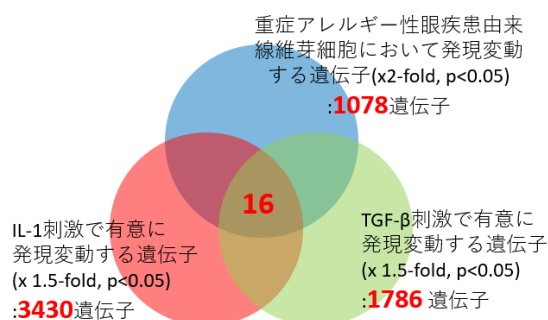 重症アレルギー性眼疾患由来
線維芽細胞において発現変動
する遺伝子(x2-fold, p<0.05)
:1078遺伝子
16
IL-1刺激で有意に
発現変動する遺伝子
(x 1.5-fold, p<0.05)
:3430遺伝子
TGF-β刺激で有意に
発現変動する遺伝子
(x 1.5-fold, p<0.05)
:1786 遺伝子